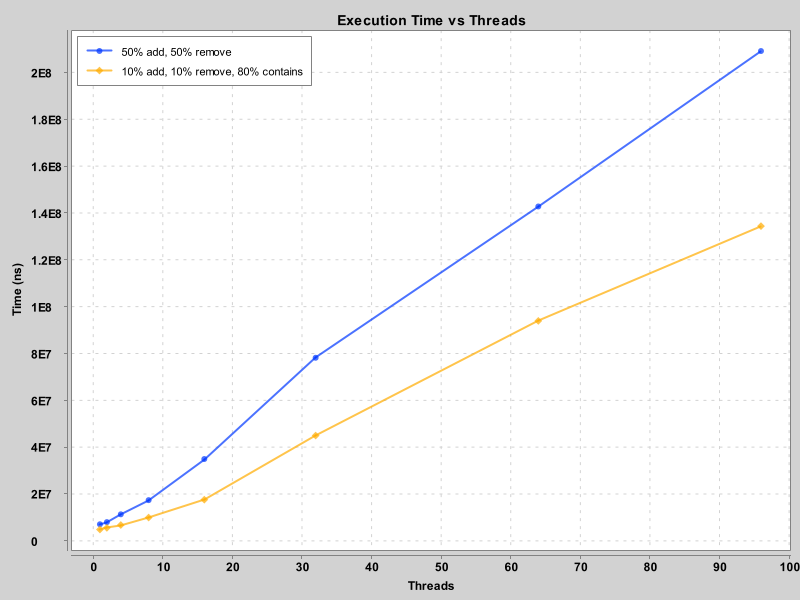 Execution Time vs Threads
50% add, 50% remove
10% add, 10% remove, 80% contains
Time (ns)
2E8
1.8E8
1.6E8
1.4E8
1.2E8
1E8
8E7
6E7
4E7
2E7
0
0 10 20 30 40 50 60 70 80 90 100
Threads